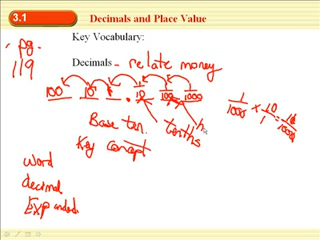 3.1 Decimals and Place Value
Key Vocabulary:
pg.
119
Decimals - relate money
100 10 1 . 1/10 1/100 1/1000
1/1000 × 10/1 = 10/1000
Base ten tenths h
Key concept
word
decimal
Expanded